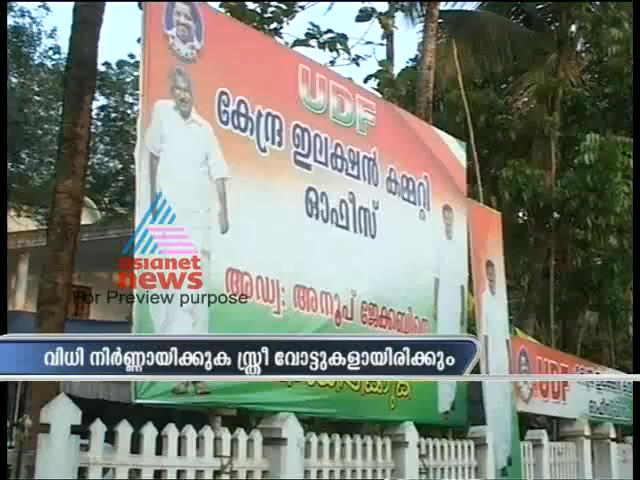 UDF
കേന്ദ്ര ഇലക്ഷൻ കമ്മറ്റി
ഓഫീസ്
അഡ്വ: അനൂപ് ജേക്കബിനെ
asianet
news
For Preview purpose
വിധി നിർണ്ണായിക്കുക സ്ത്രീ വോട്ടുകളായിരിക്കും
UDF